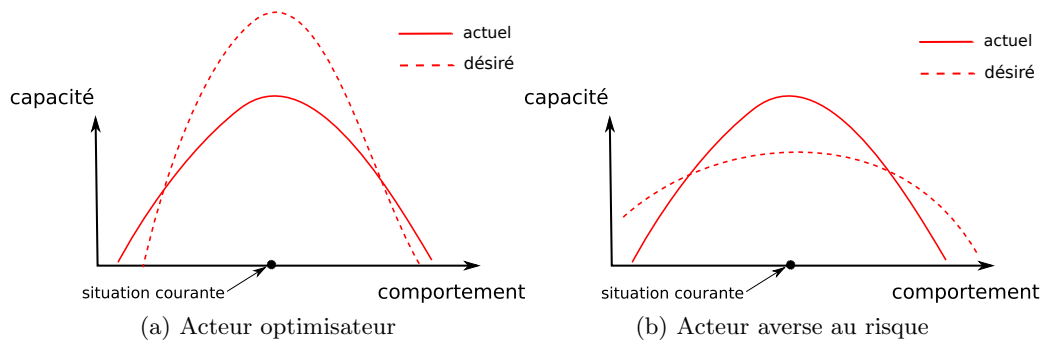 actuel
désiré
capacité
situation courante
comportement
(a) Acteur optimisateur
actuel
désiré
capacité
situation courante
comportement
(b) Acteur averse au risque